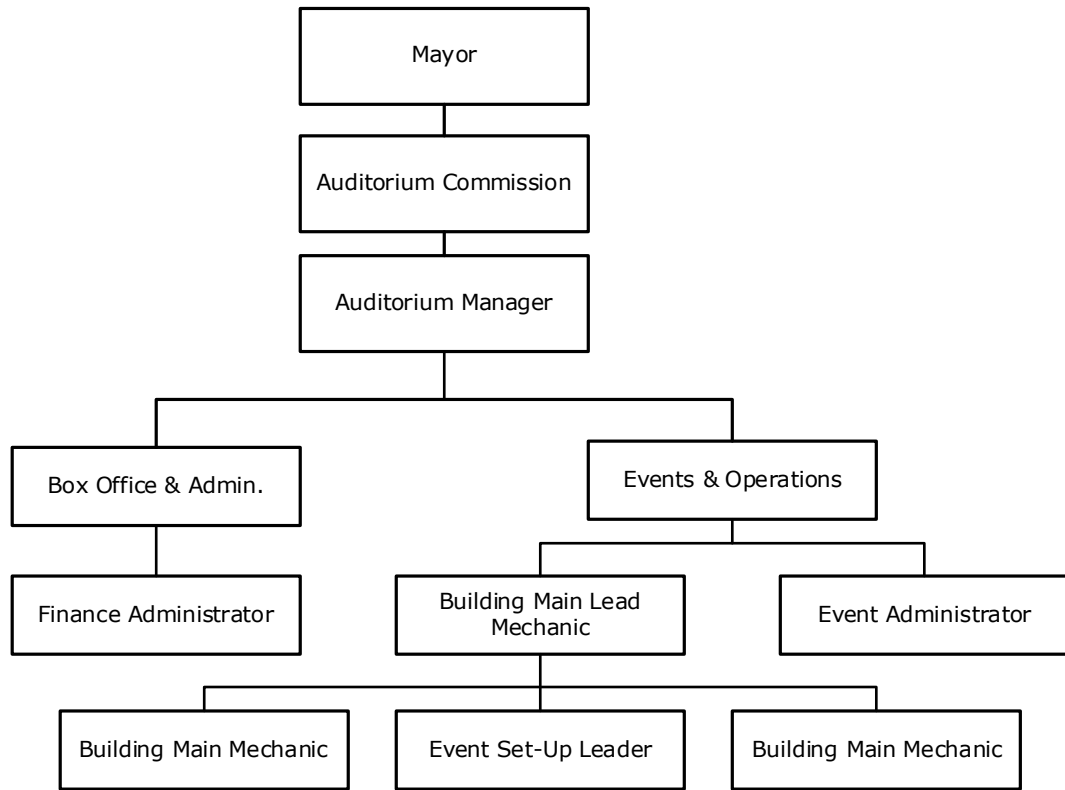 Mayor
Auditorium Commission
Auditorium Manager
Box Office & Admin.
Events & Operations
Finance Administrator
Building Main Lead
Mechanic
Event Administrator
Building Main Mechanic
Event Set-Up Leader
Building Main Mechanic